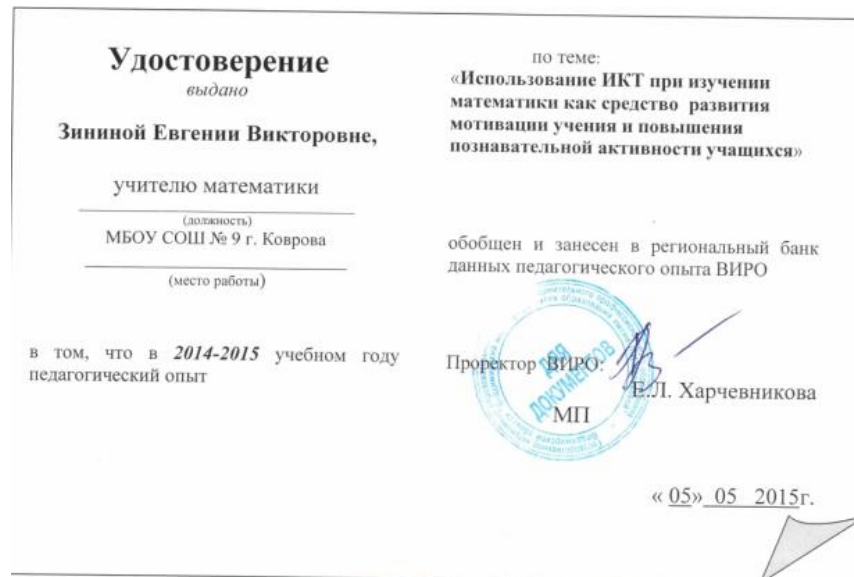 Удостоверение
выдано
Зининой Евгении Викторовне,
учителю математики
(должность)
МБОУ СОШ № 9 г. Коврова
(место работы)
в том, что в 2014-2015 учебном году
педагогический опыт
по теме:
«Использование ИКТ при изучении
математики как средство развития
мотивации учения и повышения
познавательной активности учащихся»
обобщен и занесен в региональный банк
данных педагогического опыта ВИРО
Проректор ВИРО:
Е.Л. Харчевникова
ДЛЯ
ДОКУМЕНТОВ
МП
« 05» 05 2015г.